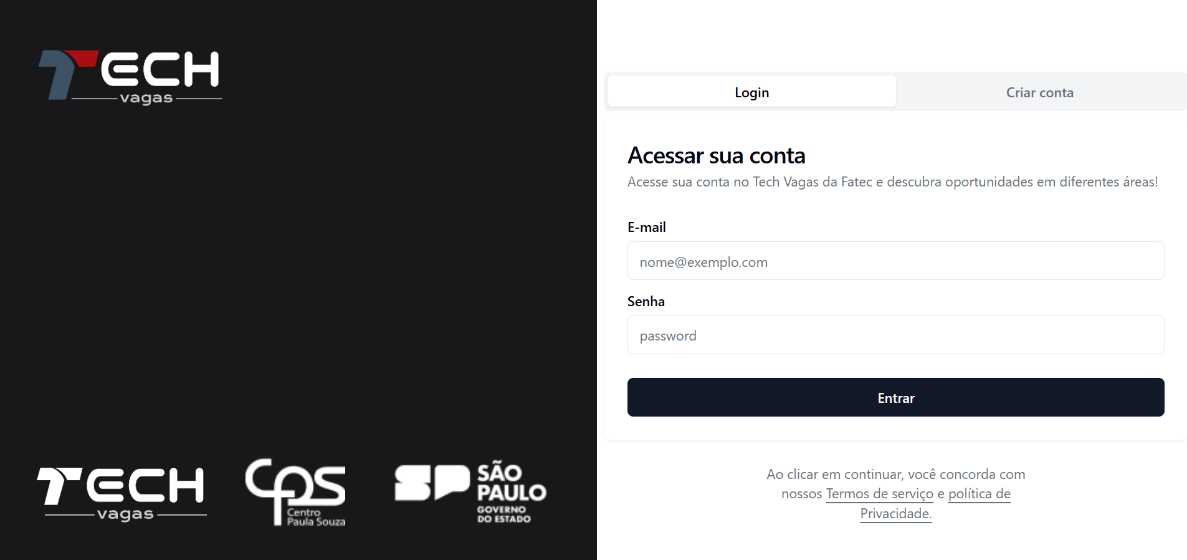 TECH
vagas
TECH
vagas
CPS
Centro
Paula Souza
SP
SÃO
PAULO
GOVERNO
DO ESTADO
Login
Criar conta
Acessar sua conta
Acesse sua conta no Tech Vagas da Fatec e descubra oportunidades em diferentes áreas!
E-mail
nome@exemplo.com
Senha
password
Entrar
Ao clicar em continuar, você concorda com
nossos Termos de serviço e política de
Privacidade.